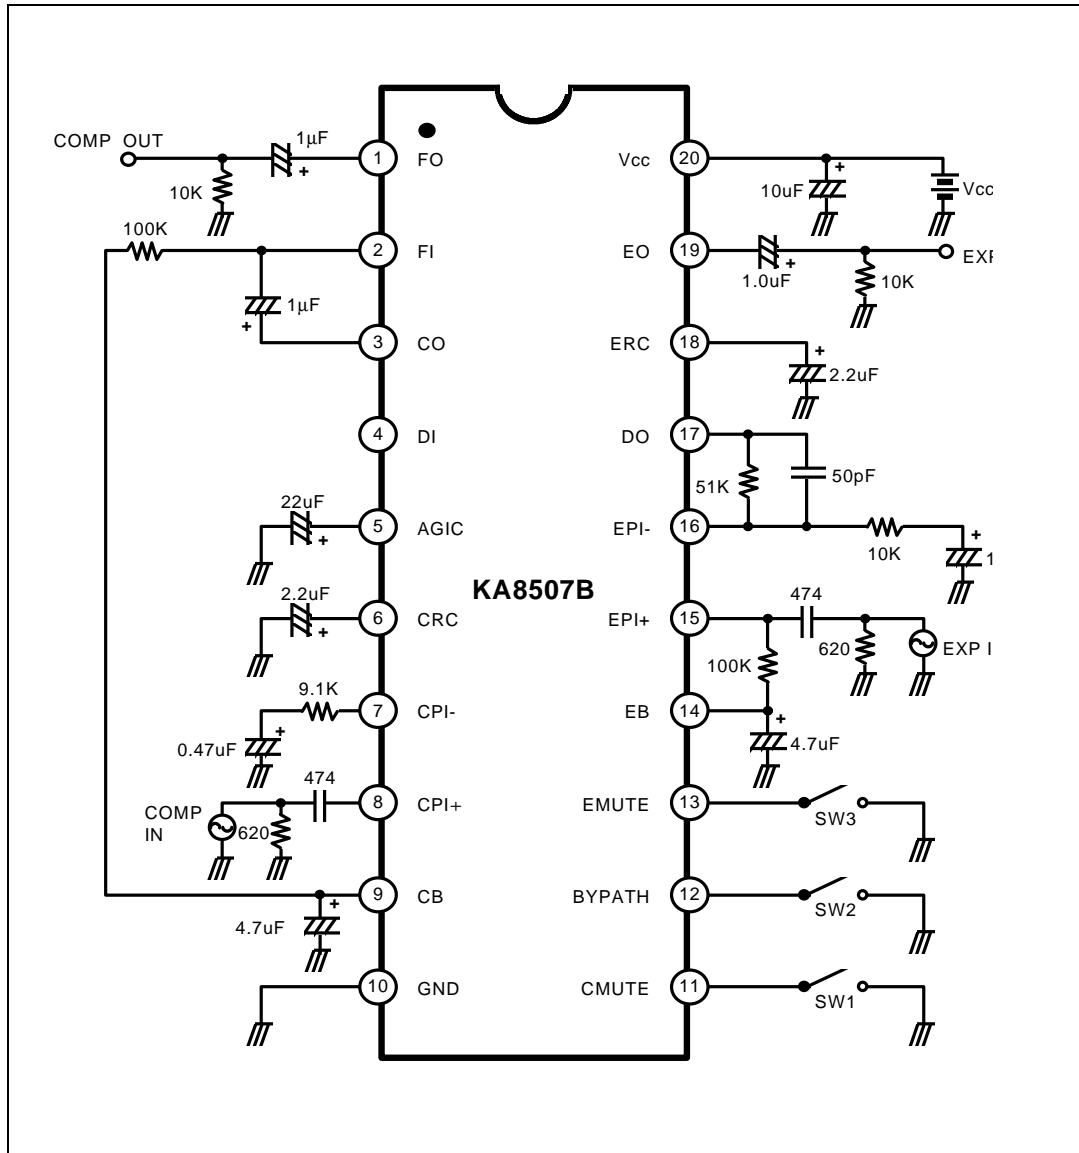 COMP OUT
1μF
+
10K
1
FO
Vcc
20
+
10uF
Vcc
100K
2
FI
EO
19
1.0uF
+
10K
1μF
+
3
CO
ERC
18
+
2.2uF
4
DI
DO
17
51K
50pF
22uF
+
5
AGIC
EPI-
16
10K
+
1
2.2uF
+
6
CRC
KA8507B
EPI+
15
474
620
EXP I
100K
9.1K
7
CPI-
+
0.47uF
EB
14
+
4.7uF
COMP
IN
620
474
8
CPI+
EMUTE
13
SW3
9
CB
+
4.7uF
BYPATH
12
SW2
10
GND
CMUTE
11
SW1